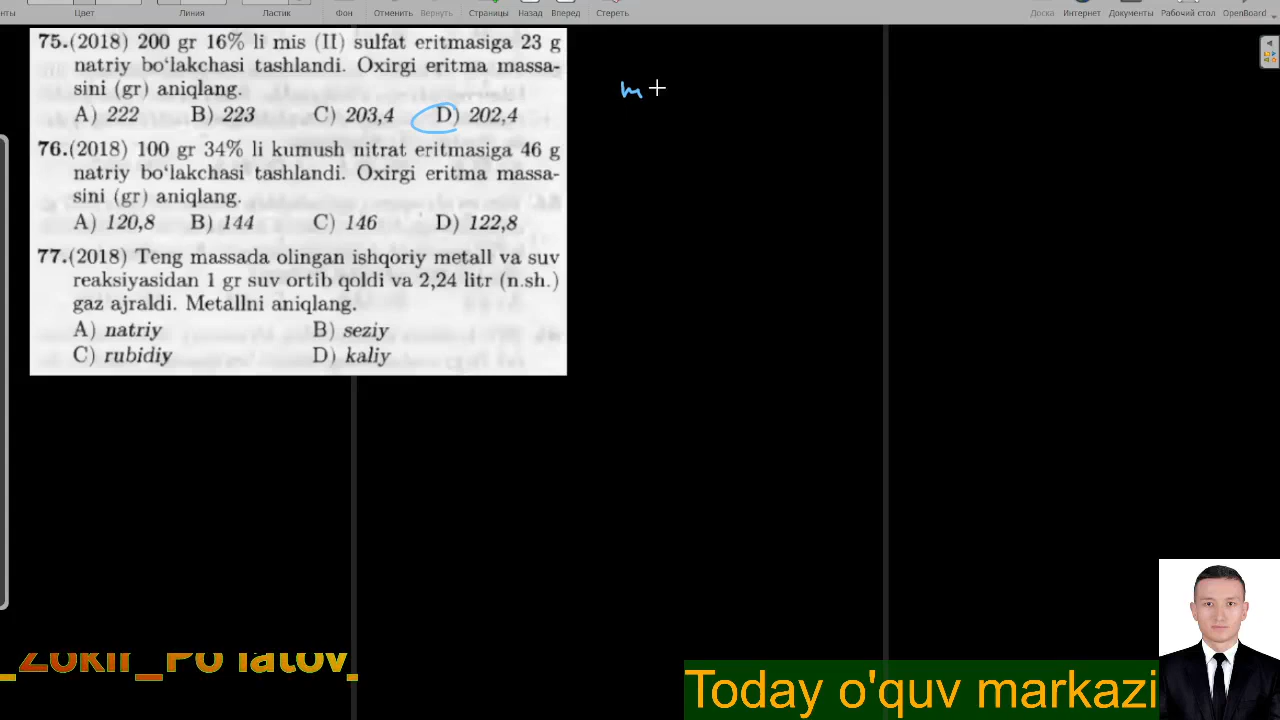 нты
Цвет
Линия
Ластик
Фон
Отменить
Вернуть
Страницы
Назад
Вперед
Стереть
Доска
Интернет
Документы
Рабочий стол
OpenBoard
75.(2018) 200 gr 16% li mis (II) sulfat eritmasiga 23 g
natriy bo‘lakchasi tashlandi. Oxirgi eritma massa-
sini (gr) aniqlang.
A) 222 B) 223 C) 203,4 D) 202,4
76.(2018) 100 gr 34% li kumush nitrat eritmasiga 46 g
natriy bo‘lakchasi tashlandi. Oxirgi eritma massa-
sini (gr) aniqlang.
A) 120,8 B) 144 C) 146 D) 122,8
77.(2018) Teng massada olingan ishqoriy metall va suv
reaksiyasidan 1 gr suv ortib qoldi va 2,24 litr (n.sh.)
gaz ajraldi. Metallni aniqlang.
A) natriy B) seziy
C) rubidiy D) kaliy
m
_Zokir_Po'latov_
Today o'quv markazi